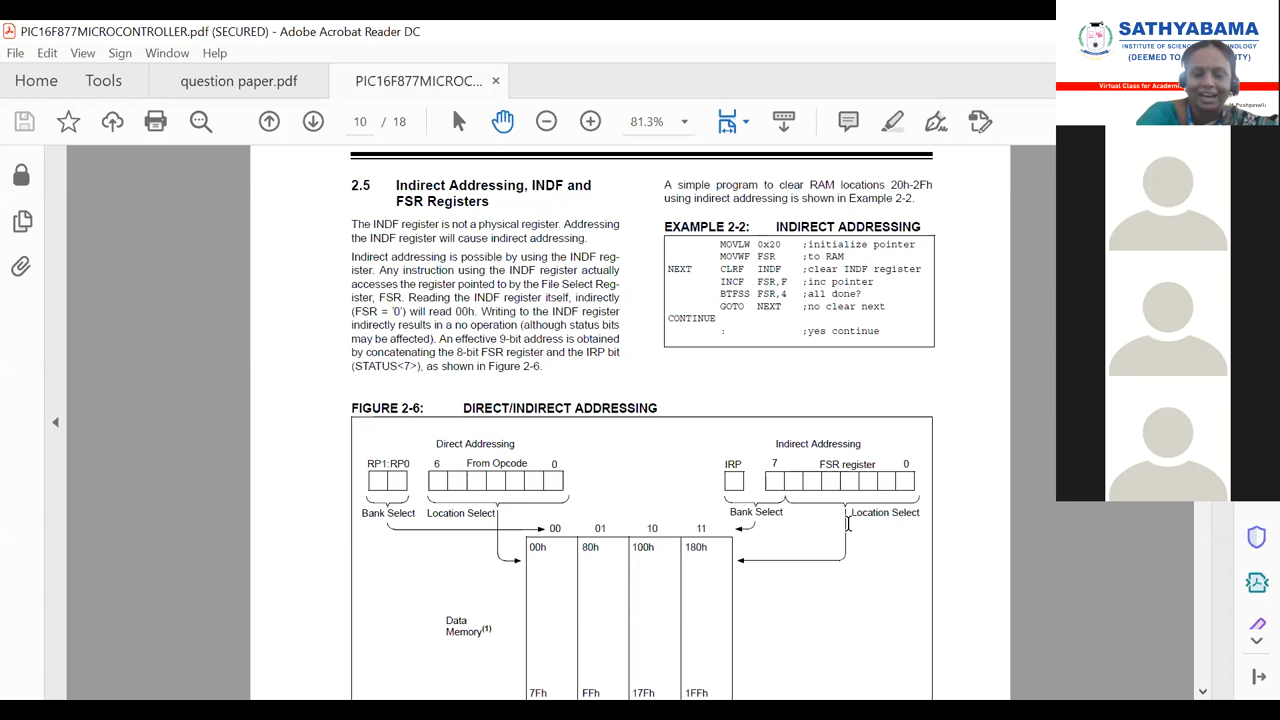 PIC16F877MICROCONTROLLER.pdf (SECURED) - Adobe Acrobat Reader DC
File Edit View Sign Window Help
Home Tools question paper.pdf PIC16F877MICROC... ×
10 / 18 81.3%
SATHYABAMA
(DEEMED
Virtual Class for Academi
Pushpavalli
2.5 Indirect Addressing, INDF and
FSR Registers
The INDF register is not a physical register. Addressing
the INDF register will cause indirect addressing.
Indirect addressing is possible by using the INDF reg-
ister. Any instruction using the INDF register actually
accesses the register pointed to by the File Select Reg-
ister, FSR. Reading the INDF register itself, indirectly
(FSR = '0') will read 00h. Writing to the INDF register
indirectly results in a no operation (although status bits
may be affected). An effective 9-bit address is obtained
by concatenating the 8-bit FSR register and the IRP bit
(STATUS<7>), as shown in Figure 2-6.
A simple program to clear RAM locations 20h-2Fh
using indirect addressing is shown in Example 2-2.
EXAMPLE 2-2: INDIRECT ADDRESSING
MOVLW 0x20 ;initialize pointer
MOVWF FSR ;to RAM
NEXT CLRF INDF ;clear INDF register
INCF FSR,F ;inc pointer
BTFSS FSR,4 ;all done?
GOTO NEXT ;no clear next
CONTINUE
: ;yes continue
FIGURE 2-6: DIRECT/INDIRECT ADDRESSING
Direct Addressing Indirect Addressing
RP1:RP0 6 From Opcode 0 IRP 7 FSR register 0
Bank Select Location Select Bank Select Location Select
00 01 10 11
00h 80h 100h 180h
Data
Memory(1)
7Fh FFh 17Fh 1FFh